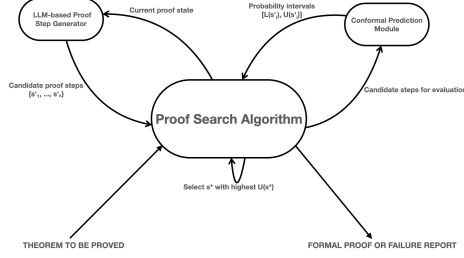 LLM-based Proof
Step Generator
Current proof state
Probability intervals
[L(s'ⱼ), U(s'ⱼ)]
Conformal Prediction
Module
Candidate proof steps
Candidate steps for evaluation
Proof Search Algorithm
Select s* with highest U(s*)
THEOREM TO BE PROVED
FORMAL PROOF OR FAILURE REPORT